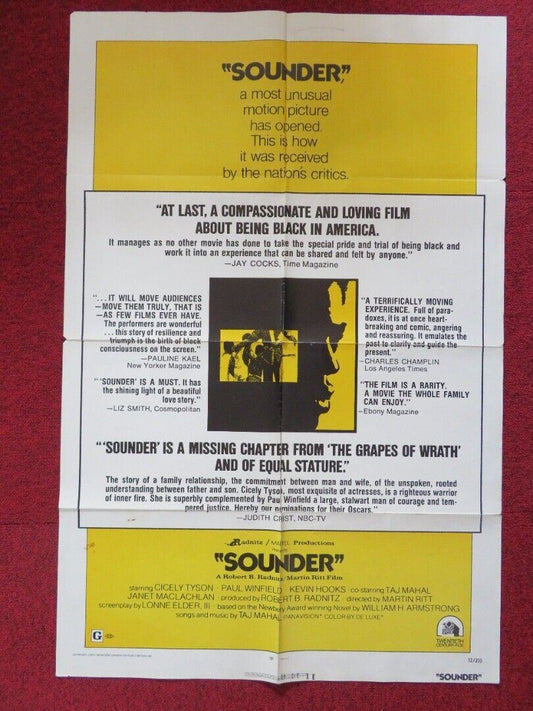 "SOUNDER,"
a most unusual
motion picture
has opened.
This is how
it was received
by the nation's critics.
"AT LAST, A COMPASSIONATE AND LOVING FILM
ABOUT BEING BLACK IN AMERICA.
It manages as no other movie has done to take the special pride and trial of being black and
work it into an experience that can be shared and felt by anyone."
—JAY COCKS, Time Magazine
"...IT WILL MOVE AUDIENCES
—MOVE THEM TRULY, THAT IS
—AS FEW FILMS EVER HAVE.
The performers are wonderful
...this story of resilience and
triumph is the birth of black
consciousness on the screen."
—PAULINE KAEL
New Yorker Magazine
"'SOUNDER' IS A MUST. It has
the shining light of a beautiful
love story."
—LIZ SMITH, Cosmopolitan
"A TERRIFICALLY MOVING
EXPERIENCE. Full of para-
doxes, it is at once heart-
breaking and comic, angering
and reassuring. It emulates the
past to clarify and guide the
present."
—CHARLES CHAMPLIN
Los Angeles Times
"THE FILM IS A RARITY.
A MOVIE THE WHOLE FAMILY
CAN ENJOY."
—Ebony Magazine
"'SOUNDER' IS A MISSING CHAPTER FROM 'THE GRAPES OF WRATH'
AND OF EQUAL STATURE."
The story of a family relationship, the commitment between man and wife, of the unspoken, rooted
understanding between father and son. Cicely Tyson, most exquisite of actresses, is a righteous warrior
of inner fire. She is superbly complemented by Paul Winfield a large, stalwart man of courage and tem-
pered justice. Hereby our nominations for their Oscars."
—JUDITH CRIST, NBC-TV
Radnitz / Mattel Productions
Presents
"SOUNDER"
A Robert B. Radnitz/Martin Ritt Film
starring CICELY TYSON · PAUL WINFIELD · KEVIN HOOKS · co-starring TAJ MAHAL
JANET MACLACHLAN · produced by ROBERT B. RADNITZ · directed by MARTIN RITT
screenplay by LONNE ELDER, III · based on the Newbery Award winning Novel by WILLIAM H. ARMSTRONG
songs and music by TAJ MAHAL PANAVISION® COLOR BY DE LUXE®
G
TWENTIETH
CENTURY-FOX
"SOUNDER"